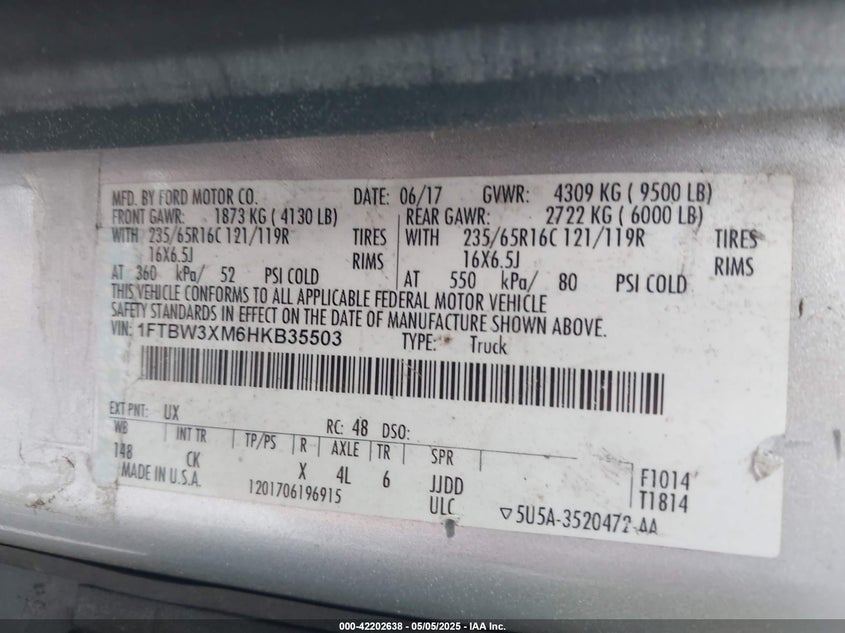 MFD. BY FORD MOTOR CO. DATE: 06/17 GVWR: 4309 KG ( 9500 LB)
FRONT GAWR: 1873 KG ( 4130 LB) REAR GAWR: 2722 KG ( 6000 LB)
WITH 235/65R16C 121/119R TIRES WITH 235/65R16C 121/119R TIRES
16X6.5J RIMS 16X6.5J RIMS
AT 360 kPa/ 52 PSI COLD AT 550 kPa/ 80 PSI COLD
THIS VEHICLE CONFORMS TO ALL APPLICABLE FEDERAL MOTOR VEHICLE
SAFETY STANDARDS IN EFFECT ON THE DATE OF MANUFACTURE SHOWN ABOVE.
VIN: 1FTBW3XM6HKB35503 TYPE: Truck
EXT PNT: UX RC: 48 DSO:
WB INT TR TP/PS R AXLE TR SPR
148 CK X 4L 6 JJDD F1014
MADE IN U.S.A. 1201706196915 ULC T1814
▽5U5A-3520472-AA
000-42202638 - 05/05/2025 - IAA Inc.